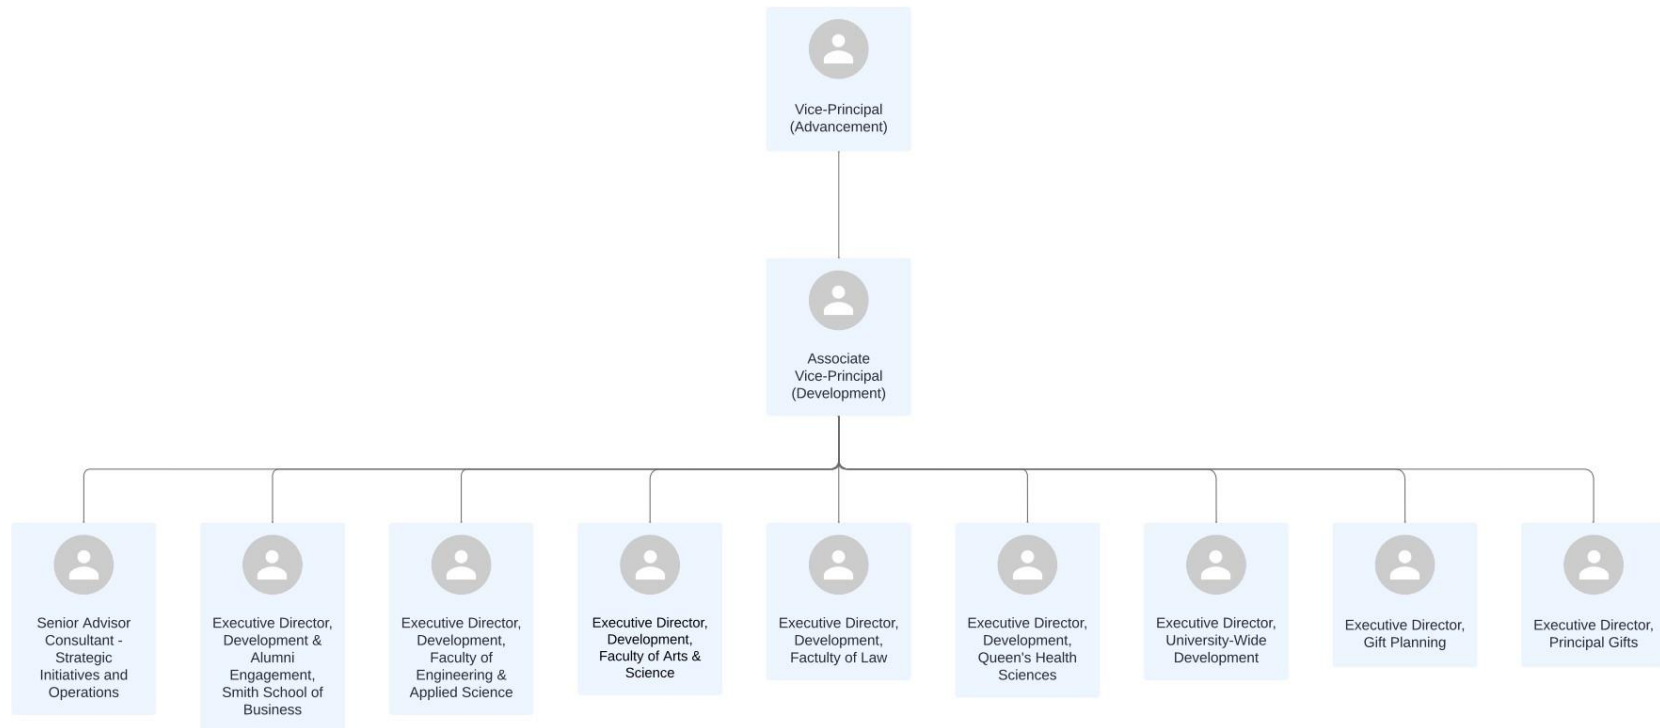 Vice-Principal
(Advancement)
Associate
Vice-Principal
(Development)
Senior Advisor
Consultant -
Strategic
Initiatives and
Operations
Executive Director,
Development &
Alumni
Engagement,
Smith School of
Business
Executive Director,
Development,
Faculty of
Engineering &
Applied Science
Executive Director,
Development,
Faculty of Arts &
Science
Executive Director,
Development,
Factulty of Law
Executive Director,
Development,
Queen's Health
Sciences
Executive Director,
University-Wide
Development
Executive Director,
Gift Planning
Executive Director,
Principal Gifts